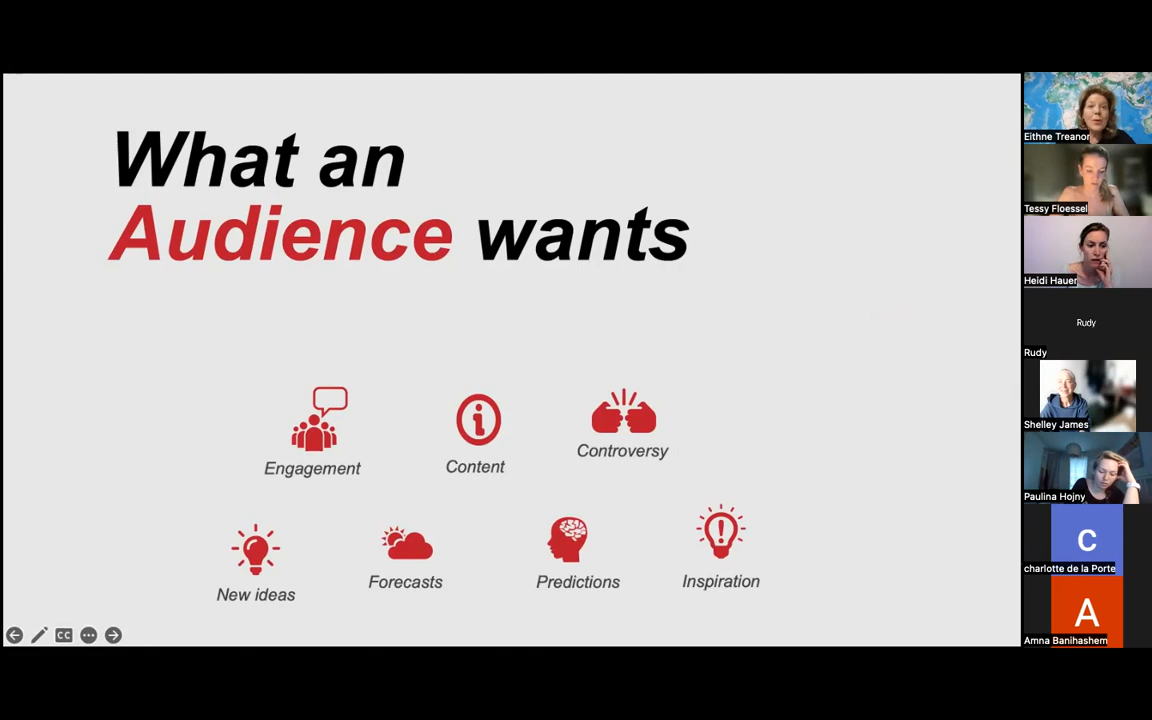 What an
Audience wants
Engagement
Content
Controversy
New ideas
Forecasts
Predictions
Inspiration
CC
Eithne Treanor
Tessy Floessel
Heidi Hauer
Rudy
Rudy
Shelley James
Paulina Hojny
C
charlotte de la Porte
A
Amna Banihashem